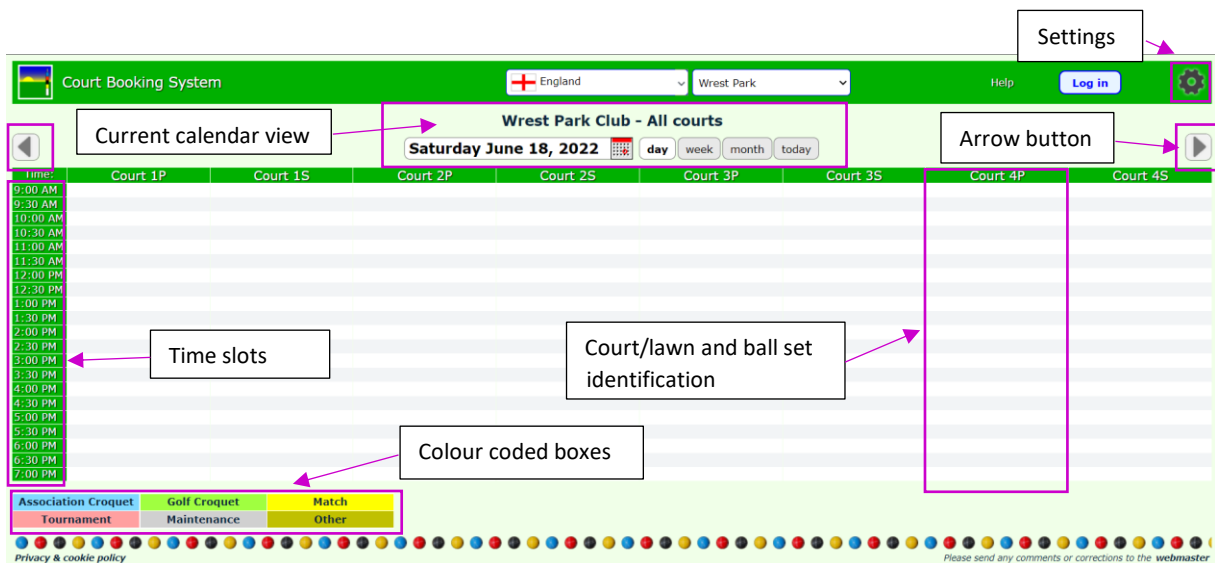 Settings
Court Booking System
England
Wrest Park
Help
Log in
Current calendar view
Wrest Park Club - All courts
Arrow button
Saturday June 18, 2022
day
week
month
today
Time:
Court 1P
Court 1S
Court 2P
Court 2S
Court 3P
Court 3S
Court 4P
Court 4S
9:00 AM
9:30 AM
10:00 AM
10:30 AM
11:00 AM
11:30 AM
12:00 PM
12:30 PM
1:00 PM
1:30 PM
2:00 PM
2:30 PM
3:00 PM
3:30 PM
4:00 PM
4:30 PM
5:00 PM
5:30 PM
6:00 PM
6:30 PM
7:00 PM
Time slots
Court/lawn and ball set
identification
Colour coded boxes
Association Croquet
Golf Croquet
Match
Tournament
Maintenance
Other
Privacy & cookie policy
Please send any comments or corrections to the webmaster